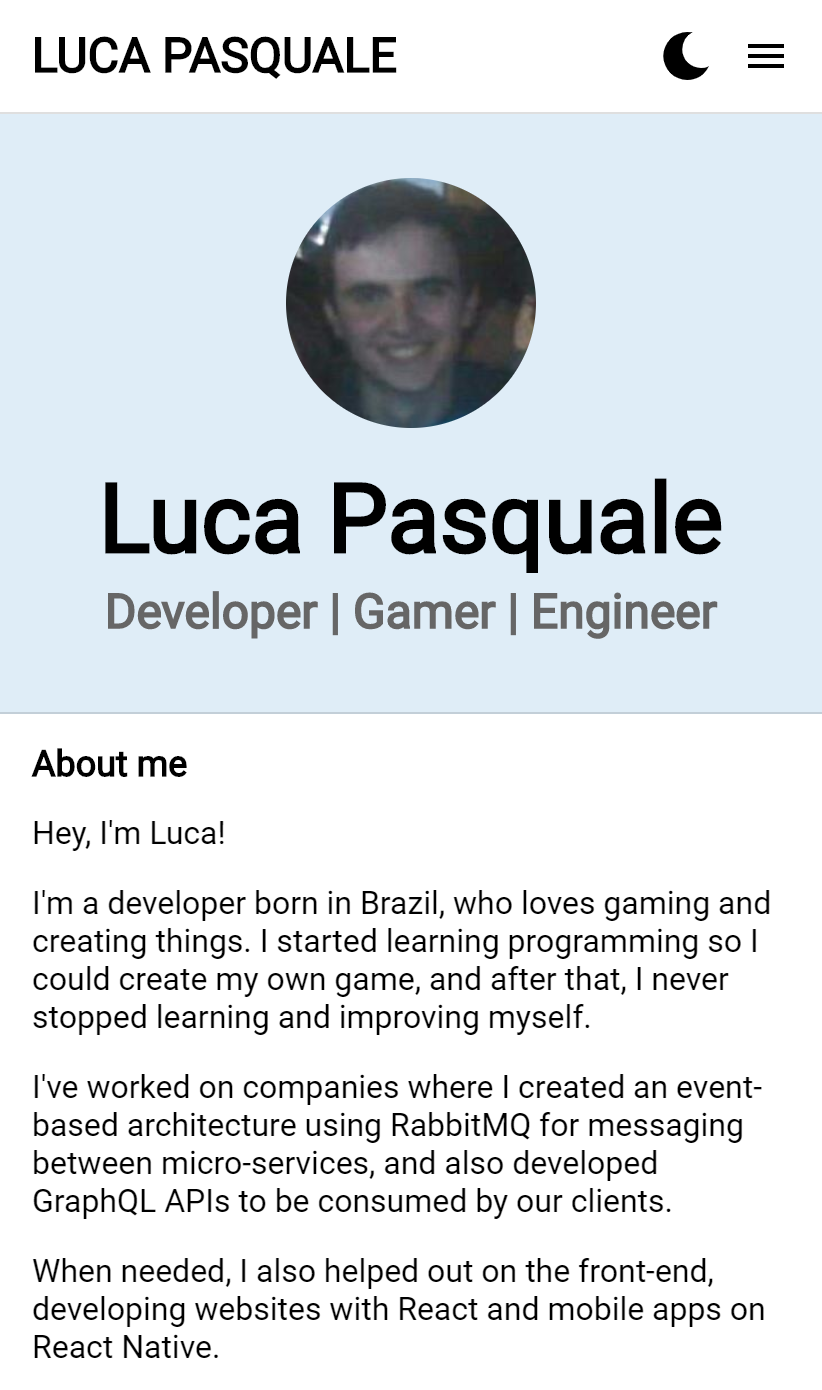 LUCA PASQUALE
Luca Pasquale
Developer | Gamer | Engineer
About me
Hey, I'm Luca!
I'm a developer born in Brazil, who loves gaming and
creating things. I started learning programming so I
could create my own game, and after that, I never
stopped learning and improving myself.
I've worked on companies where I created an event-
based architecture using RabbitMQ for messaging
between micro-services, and also developed
GraphQL APIs to be consumed by our clients.
When needed, I also helped out on the front-end,
developing websites with React and mobile apps on
React Native.